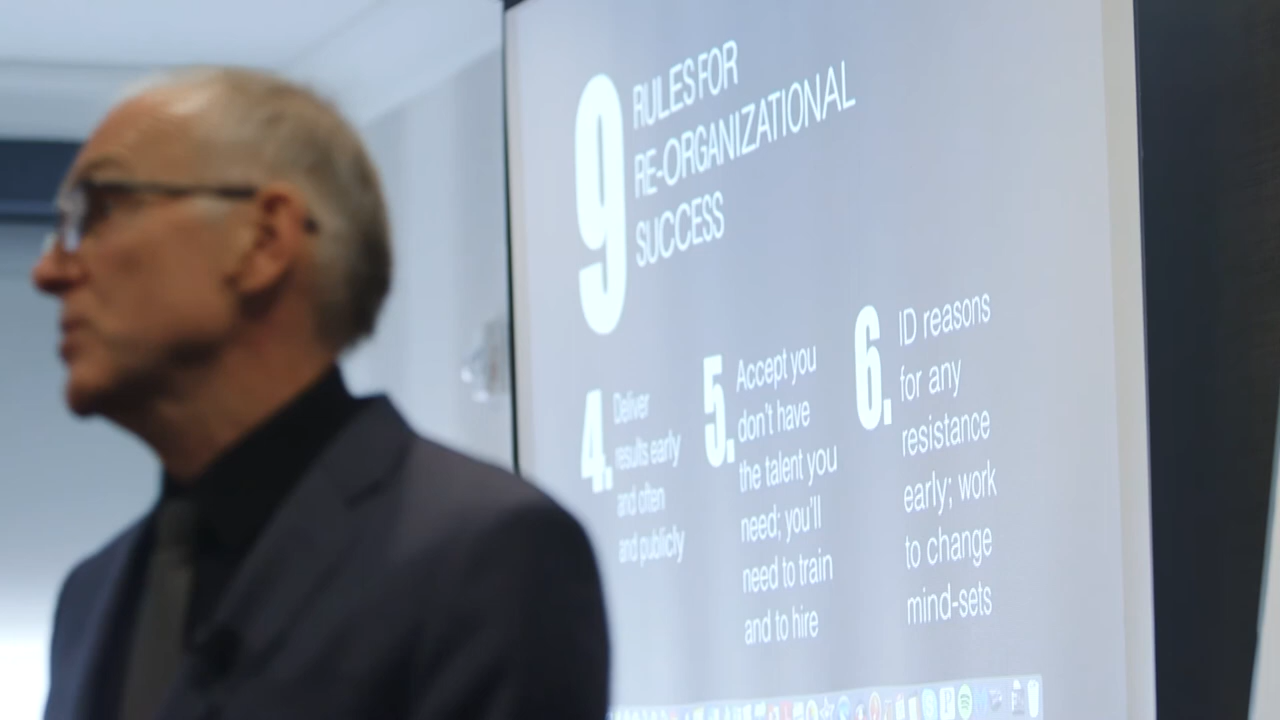 9
RULES FOR
RE-ORGANIZATIONAL
SUCCESS
4.
Deliver
results early
and often
and publicly
5.
Accept you
don't have
the talent you
need; you'll
need to train
and to hire
6.
ID reasons
for any
resistance
early; work
to change
mind-sets